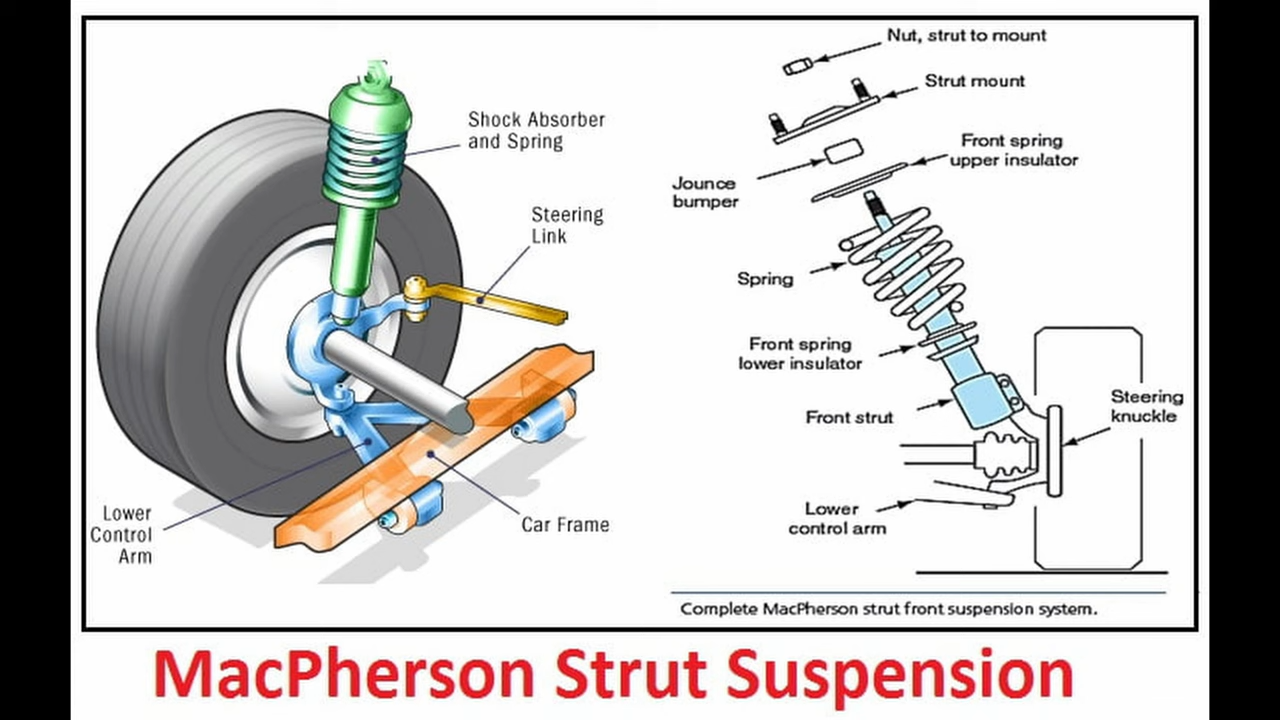 Shock Absorber
and Spring
Steering
Link
Lower
Control
Arm
Car Frame
Nut, strut to mount
Strut mount
Front spring
upper insulator
Jounce
bumper
Spring
Front spring
lower insulator
Front strut
Steering
knuckle
Lower
control arm
Complete MacPherson strut front suspension system.
MacPherson Strut Suspension